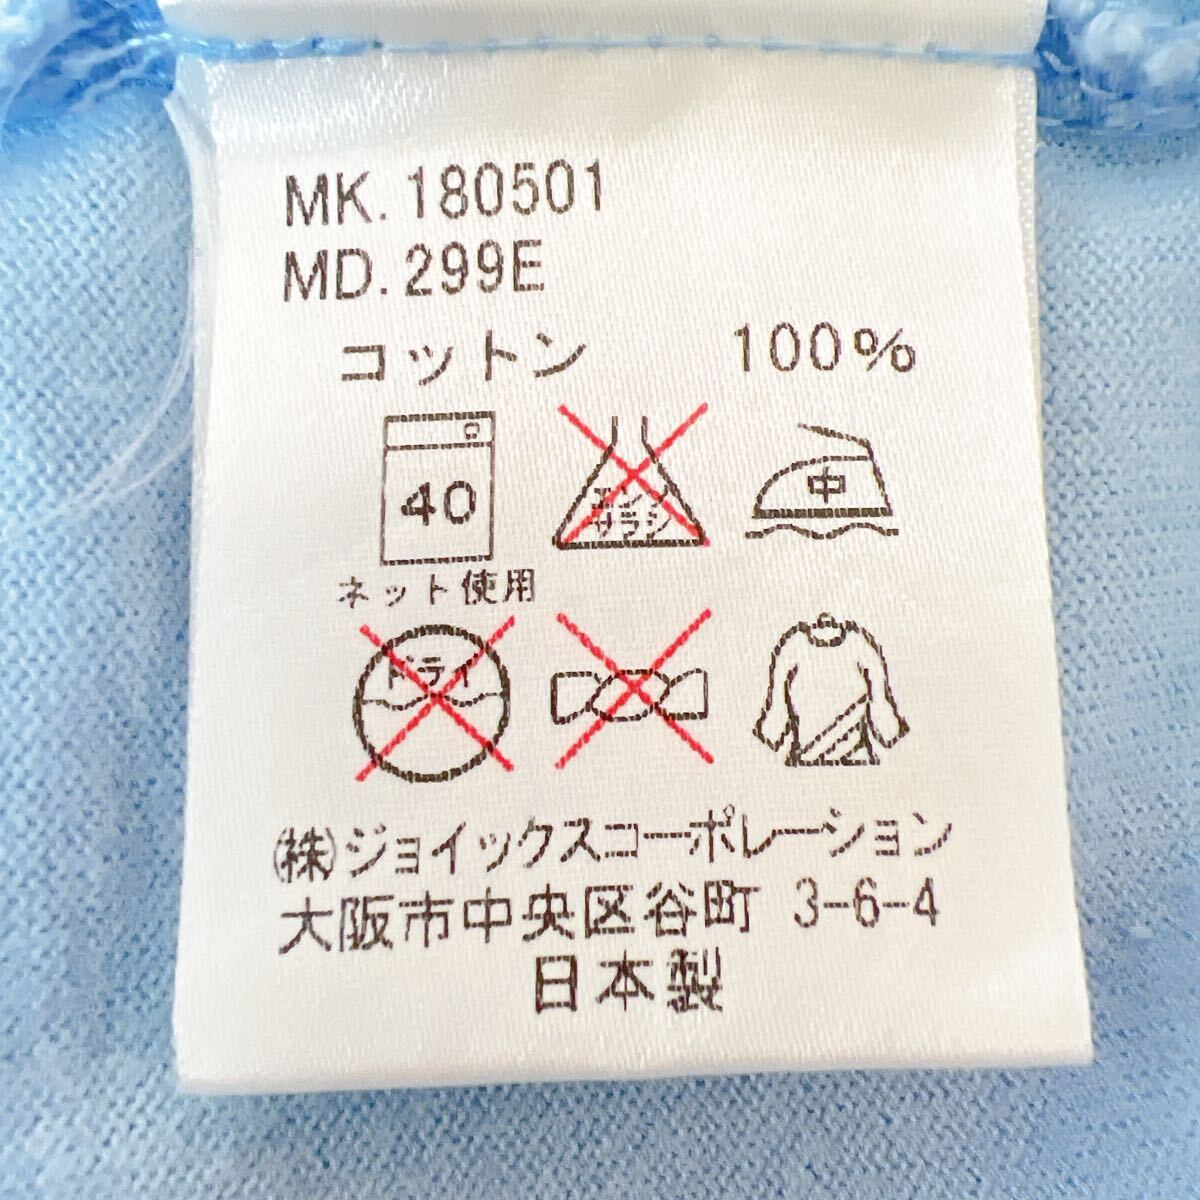 MK.180501
MD.299E
コットン 100%
40
エンソ
サラシ
中
ネット使用
ドライ
(株)ジョイックスコーポレーション
大阪市中央区谷町 3-6-4
日本製